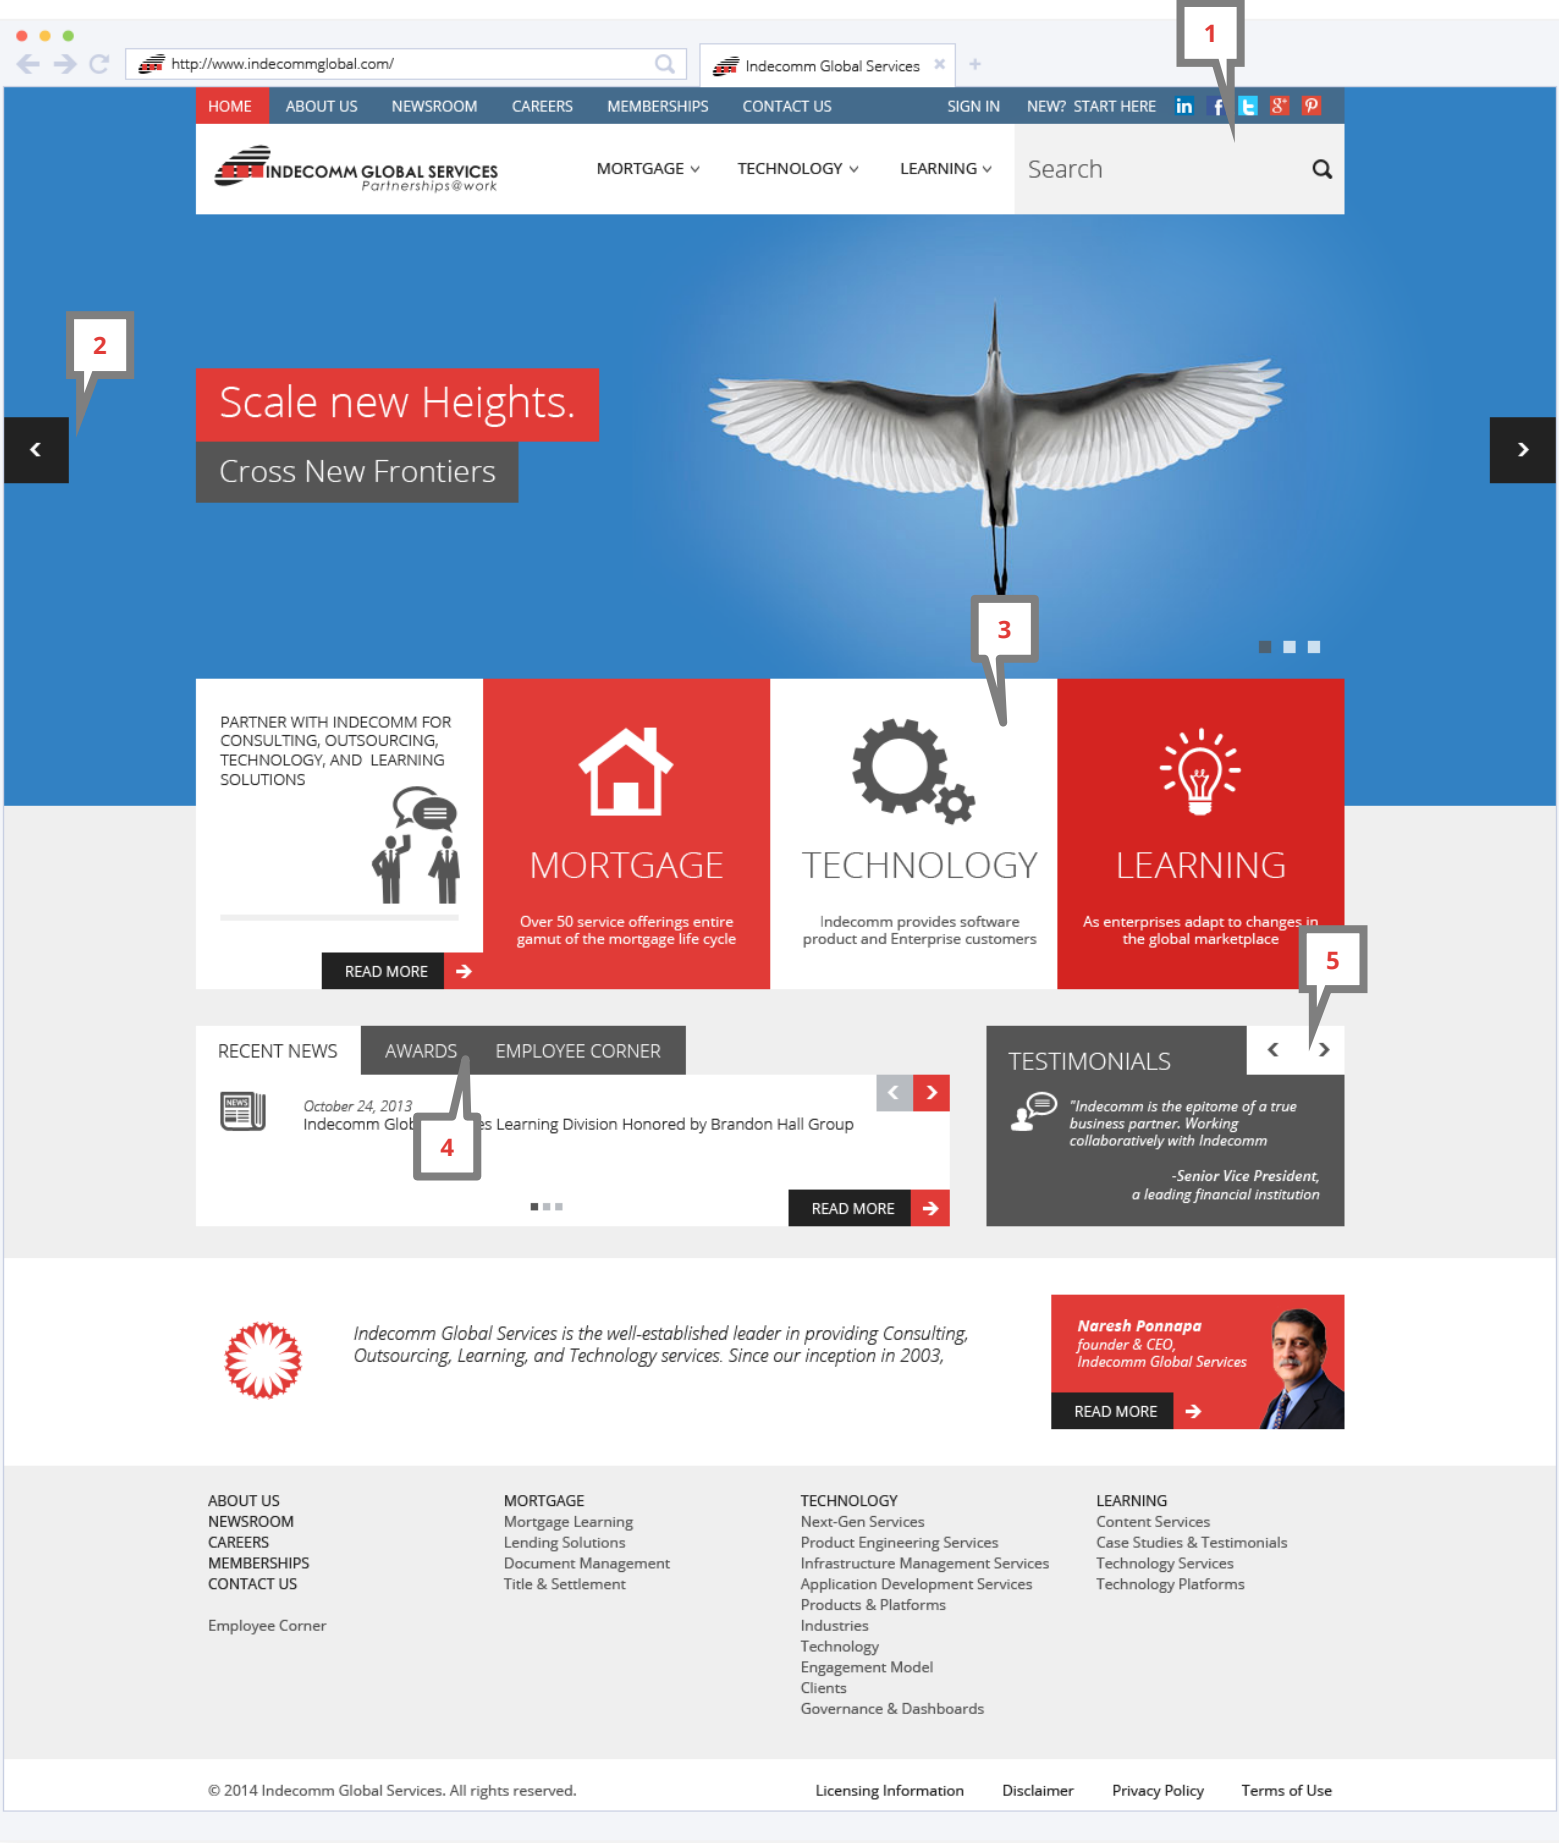 1
http://www.indecommglobal.com/
Indecomm Global Services
HOME ABOUT US NEWSROOM CAREERS MEMBERSHIPS CONTACT US SIGN IN NEW? START HERE in f t g+ p
INDECOMM GLOBAL SERVICES
Partnerships@work
MORTGAGE TECHNOLOGY LEARNING Search
2
Scale new Heights.
Cross New Frontiers
3
PARTNER WITH INDECOMM FOR
CONSULTING, OUTSOURCING,
TECHNOLOGY, AND LEARNING
SOLUTIONS
READ MORE
MORTGAGE
Over 50 service offerings entire
gamut of the mortgage life cycle
TECHNOLOGY
Indecomm provides software
product and Enterprise customers
LEARNING
As enterprises adapt to changes in
the global marketplace
5
RECENT NEWS AWARDS EMPLOYEE CORNER
NEWS
October 24, 2013
Indecomm Glob es Learning Division Honored by Brandon Hall Group
4
READ MORE
TESTIMONIALS
"Indecomm is the epitome of a true
business partner. Working
collaboratively with Indecomm
-Senior Vice President,
a leading financial institution
Indecomm Global Services is the well-established leader in providing Consulting,
Outsourcing, Learning, and Technology services. Since our inception in 2003,
Naresh Ponnapa
founder & CEO,
Indecomm Global Services
READ MORE
ABOUT US
NEWSROOM
CAREERS
MEMBERSHIPS
CONTACT US
Employee Corner
MORTGAGE
Mortgage Learning
Lending Solutions
Document Management
Title & Settlement
TECHNOLOGY
Next-Gen Services
Product Engineering Services
Infrastructure Management Services
Application Development Services
Products & Platforms
Industries
Technology
Engagement Model
Clients
Governance & Dashboards
LEARNING
Content Services
Case Studies & Testimonials
Technology Services
Technology Platforms
© 2014 Indecomm Global Services. All rights reserved.
Licensing Information Disclaimer Privacy Policy Terms of Use